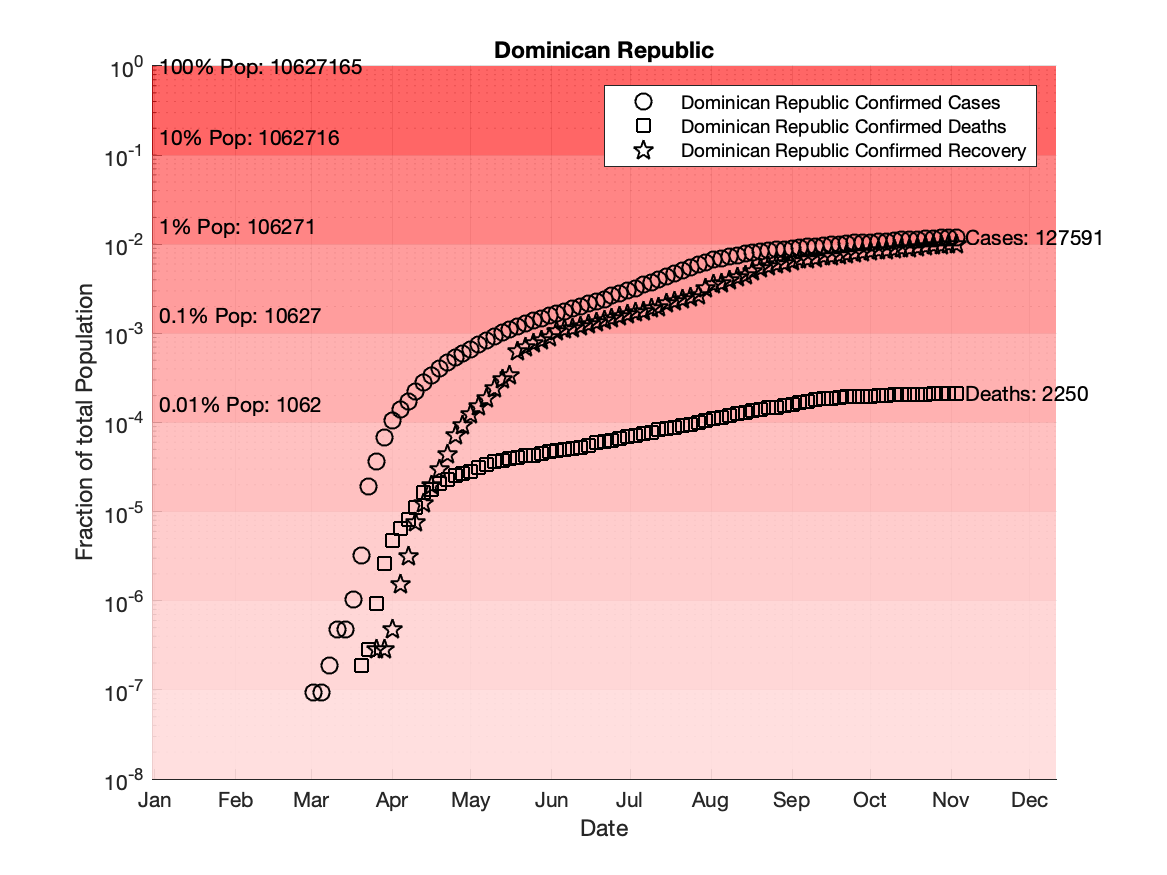 Dominican Republic
10^0
100% Pop: 10627165
Dominican Republic Confirmed Cases
Dominican Republic Confirmed Deaths
Dominican Republic Confirmed Recovery
10% Pop: 1062716
10^-1
1% Pop: 106271
10^-2
Cases: 127591
0.1% Pop: 10627
10^-3
Deaths: 2250
0.01% Pop: 1062
10^-4
10^-5
10^-6
10^-7
10^-8
Fraction of total Population
Jan Feb Mar Apr May Jun Jul Aug Sep Oct Nov Dec
Date